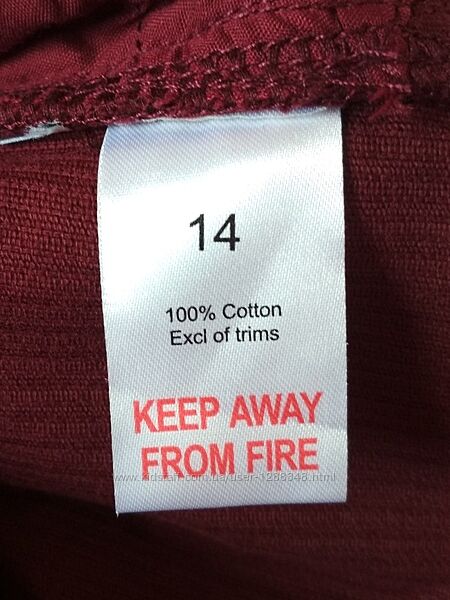 14
100% Cotton
Excl of trims
KEEP AWAY
FROM FIRE